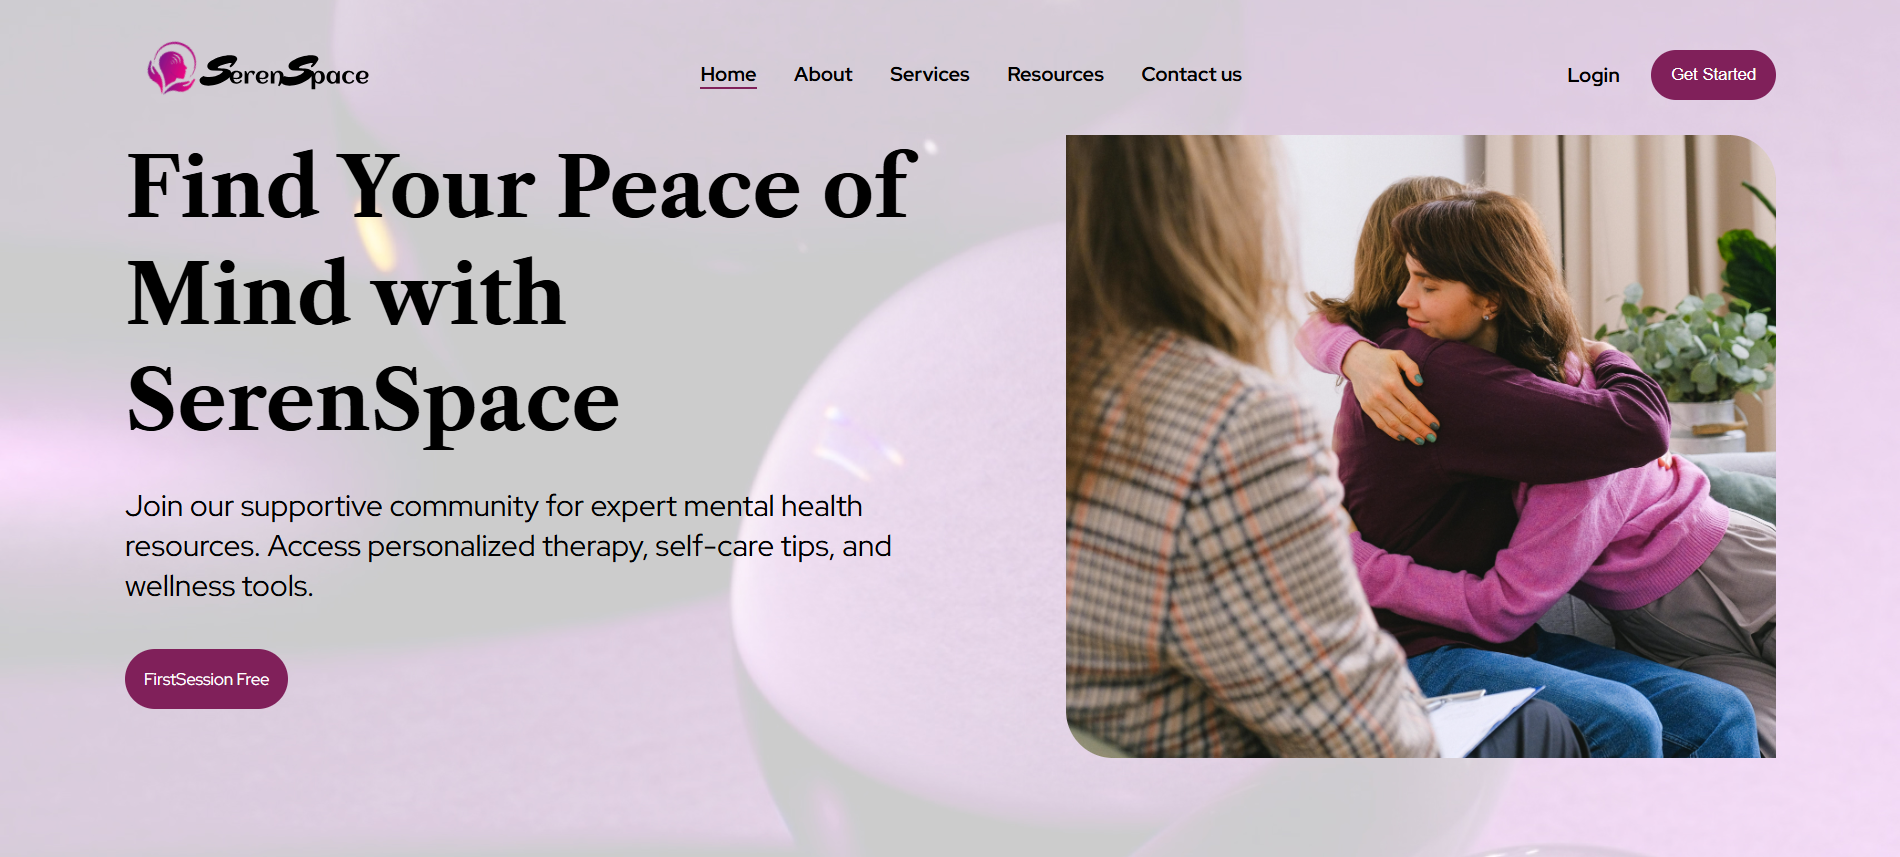 SerenSpace
Home About Services Resources Contact us
Login Get Started
Find Your Peace of
Mind with
SerenSpace
Join our supportive community for expert mental health
resources. Access personalized therapy, self-care tips, and
wellness tools.
FirstSession Free